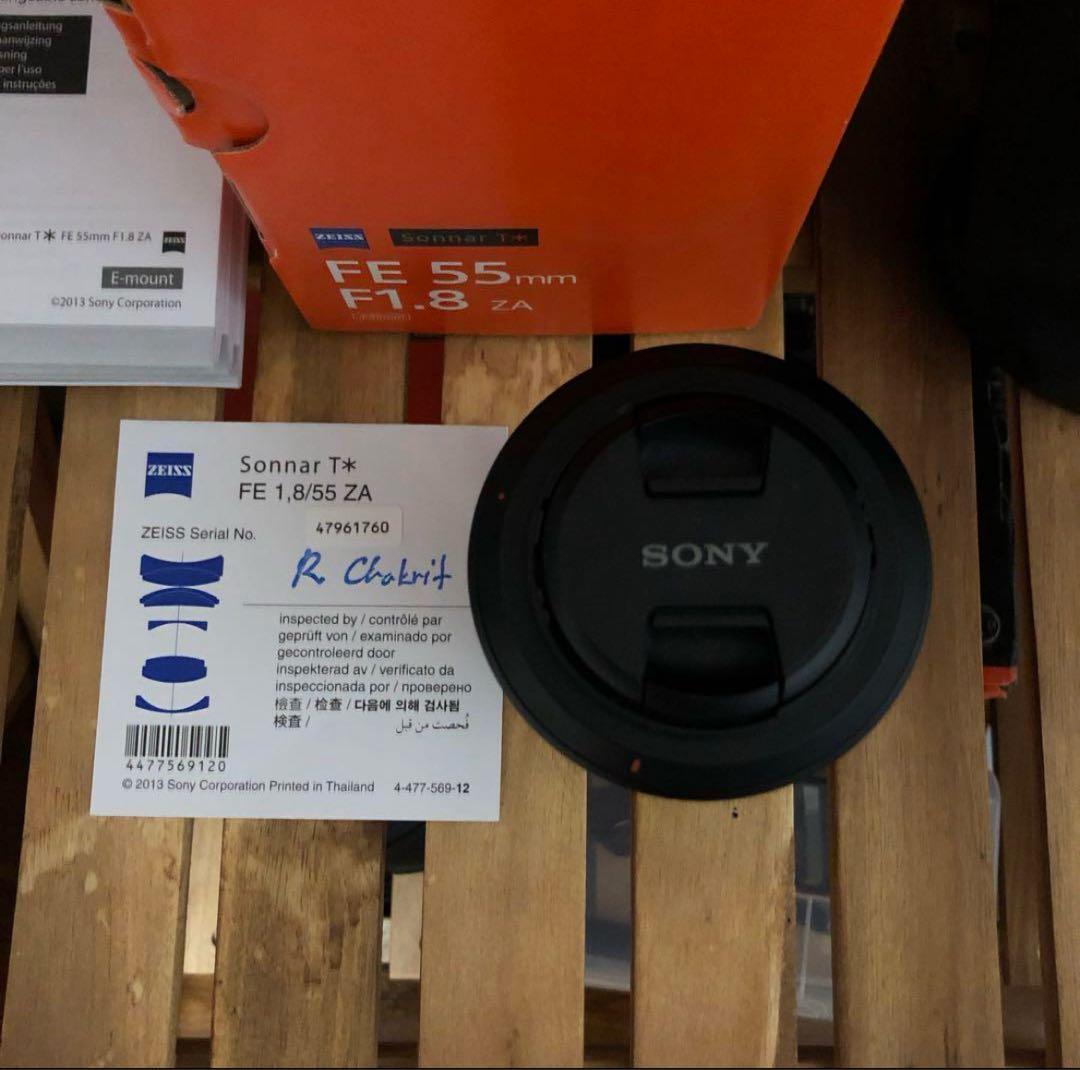 gsanleitung
anwijzing
sning
per l'uso
instruções
onnar T* FE 55mm F1.8 ZA
ZEISS
E-mount
©2013 Sony Corporation
ZEISS
Sonnar T*
FE 55mm
F1.8 ZA
ZEISS
Sonnar T*
FE 1,8/55 ZA
ZEISS Serial No.
47961760
R. Chakrit
inspected by / contrôlé par
geprüft von / examinado por
gecontroleerd door
inspekterad av / verificato da
inspeccionada por / проверено
檢查 / 检查 / 다음에 의해 검사됨
検査 / فُحصت من قبل
4477569120
© 2013 Sony Corporation Printed in Thailand 4-477-569-12
SONY